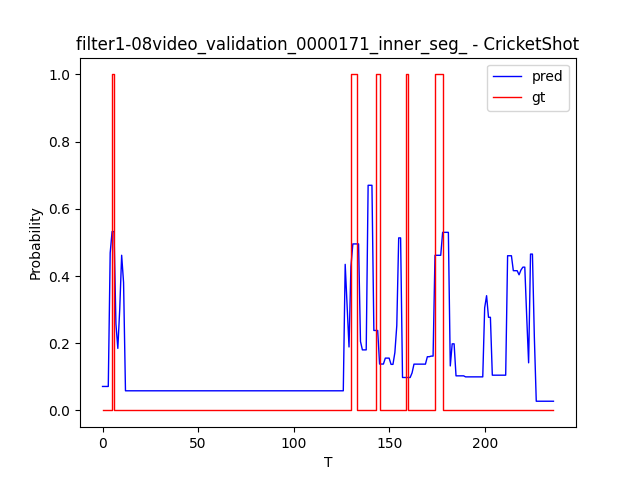 filter1-08video_validation_0000171_inner_seg_ - CricketShot
pred
gt
1.0
0.8
0.6
0.4
0.2
0.0
Probability
0
50
100
150
200
T